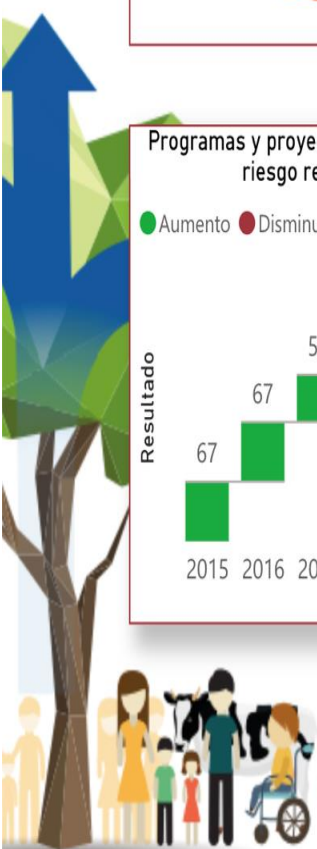 Programas y proye
riesgo re
Aumento Disminu
5
67
67
Resultado
2015 2016 20